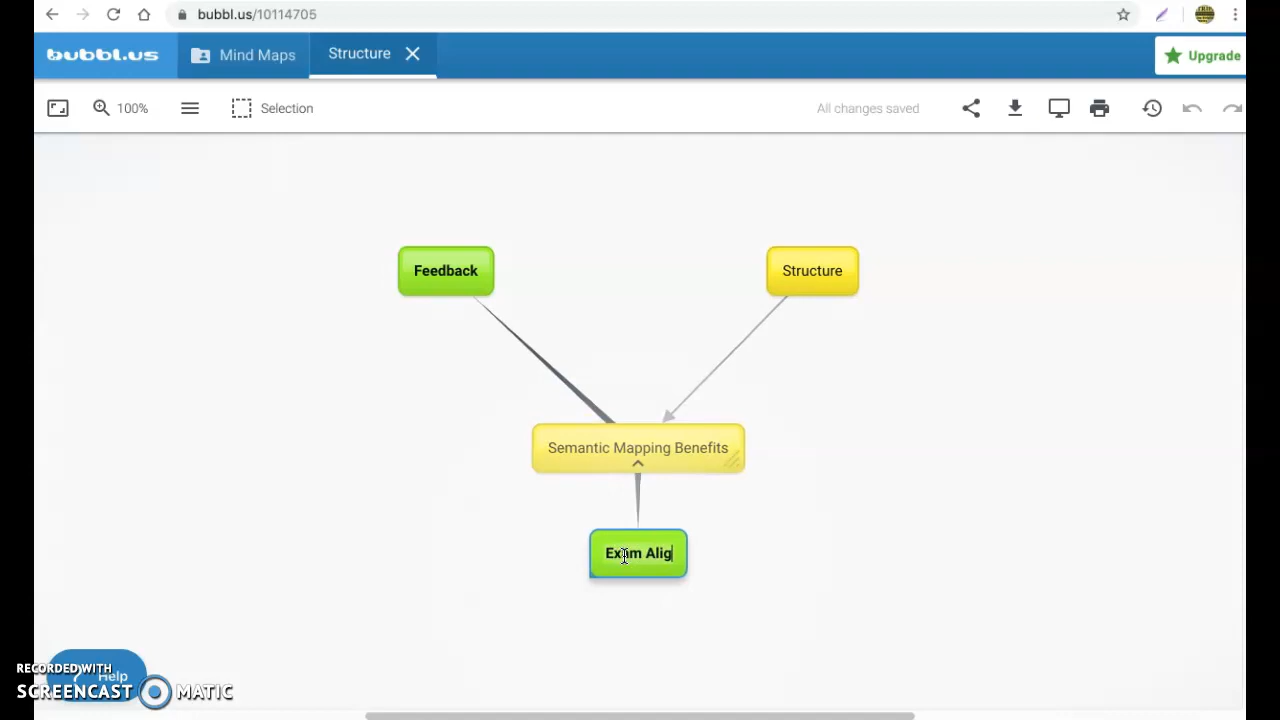 bubbl.us/10114705
bubbl.us
Mind Maps
Structure
Upgrade
100%
Selection
All changes saved
Feedback
Structure
Semantic Mapping Benefits
Exam Alig
Help
RECORDED WITH
SCREENCAST MATIC